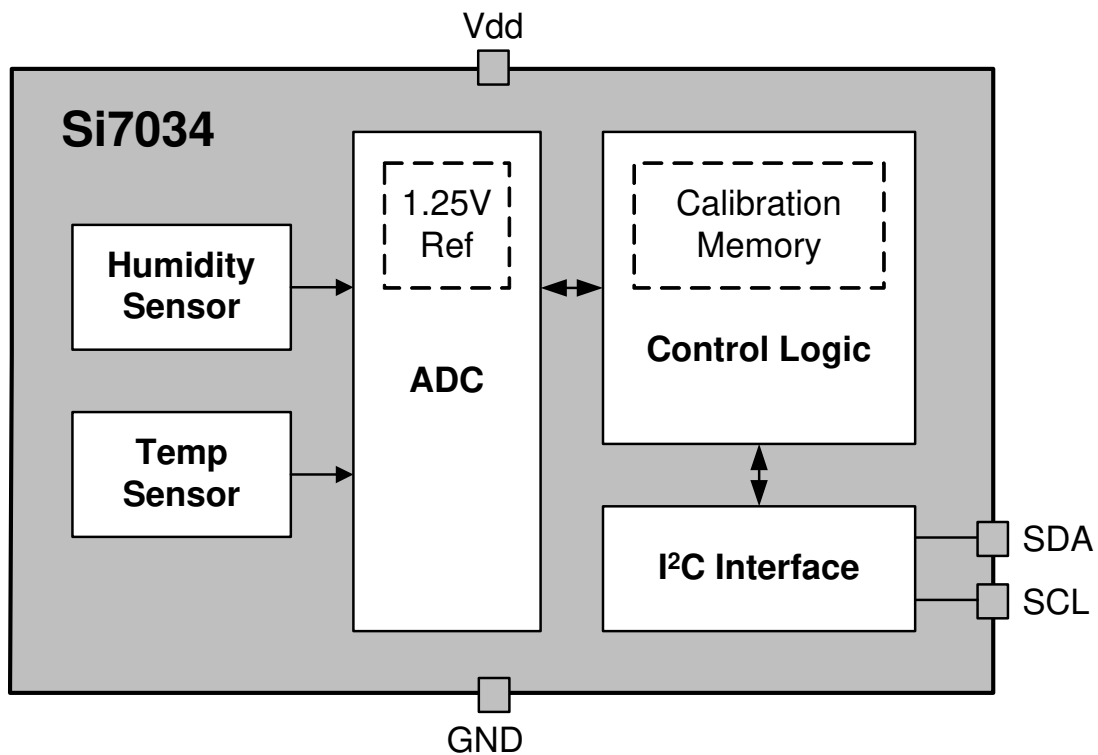 Vdd
Si7034
1.25V
Ref
Calibration
Memory
Humidity
Sensor
Control Logic
ADC
Temp
Sensor
I²C Interface
SDA
SCL
GND